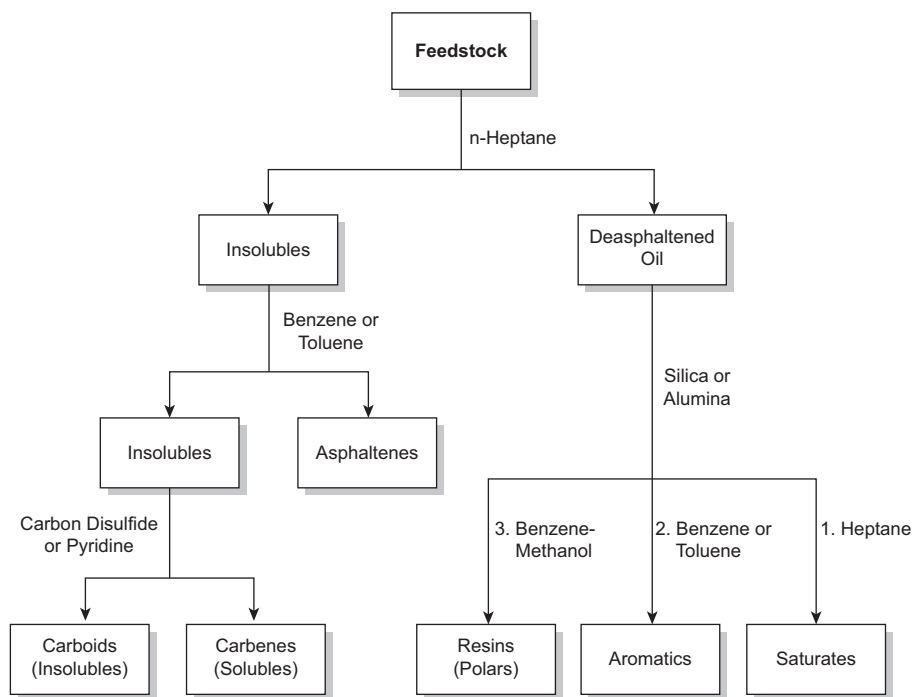 Feedstock
n-Heptane
Insolubles
Deasphaltened
Oil
Benzene or
Toluene
Silica or
Alumina
Insolubles
Asphaltenes
Carbon Disulfide
or Pyridine
3. Benzene-
Methanol
2. Benzene or
Toluene
1. Heptane
Carboids
(Insolubles)
Carbenes
(Solubles)
Resins
(Polars)
Aromatics
Saturates